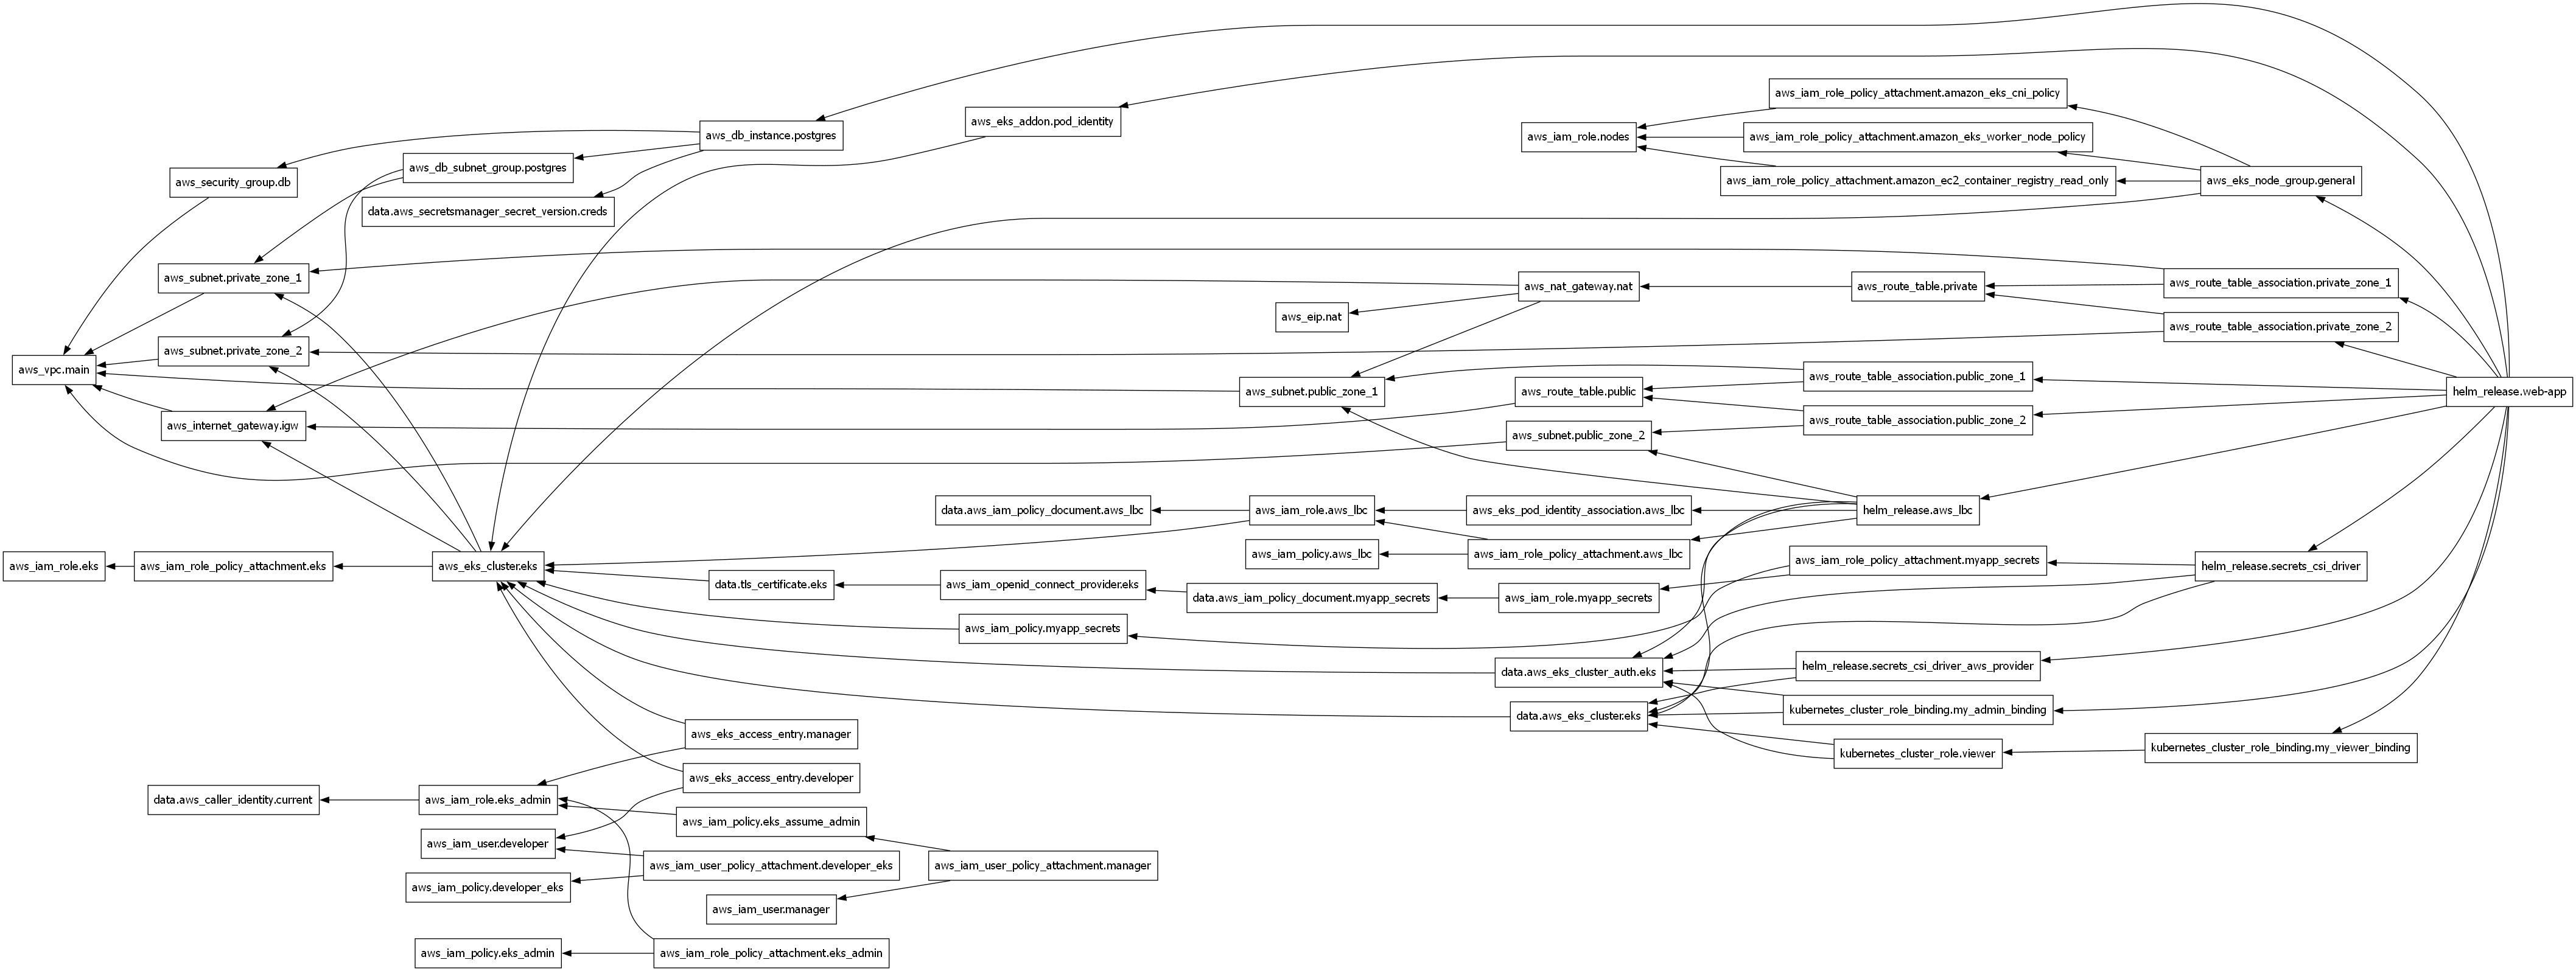 aws_iam_role_policy_attachment.amazon_eks_cni_policy
aws_eks_addon.pod_identity
aws_db_instance.postgres
aws_iam_role.nodes
aws_iam_role_policy_attachment.amazon_eks_worker_node_policy
aws_db_subnet_group.postgres
aws_security_group.db
aws_iam_role_policy_attachment.amazon_ec2_container_registry_read_only
aws_eks_node_group.general
data.aws_secretsmanager_secret_version.creds
aws_subnet.private_zone_1
aws_nat_gateway.nat
aws_route_table.private
aws_route_table_association.private_zone_1
aws_eip.nat
aws_route_table_association.private_zone_2
aws_subnet.private_zone_2
aws_vpc.main
aws_route_table_association.public_zone_1
aws_subnet.public_zone_1
aws_route_table.public
helm_release.web-app
aws_route_table_association.public_zone_2
aws_internet_gateway.igw
aws_subnet.public_zone_2
data.aws_iam_policy_document.aws_lbc
aws_iam_role.aws_lbc
aws_eks_pod_identity_association.aws_lbc
helm_release.aws_lbc
aws_iam_policy.aws_lbc
aws_iam_role_policy_attachment.aws_lbc
aws_iam_role_policy_attachment.myapp_secrets
aws_iam_role.eks
aws_iam_role_policy_attachment.eks
aws_eks_cluster.eks
helm_release.secrets_csi_driver
data.tls_certificate.eks
aws_iam_openid_connect_provider.eks
data.aws_iam_policy_document.myapp_secrets
aws_iam_role.myapp_secrets
aws_iam_policy.myapp_secrets
data.aws_eks_cluster_auth.eks
helm_release.secrets_csi_driver_aws_provider
data.aws_eks_cluster.eks
kubernetes_cluster_role_binding.my_admin_binding
aws_eks_access_entry.manager
kubernetes_cluster_role.viewer
kubernetes_cluster_role_binding.my_viewer_binding
aws_eks_access_entry.developer
data.aws_caller_identity.current
aws_iam_role.eks_admin
aws_iam_policy.eks_assume_admin
aws_iam_user.developer
aws_iam_user_policy_attachment.developer_eks
aws_iam_user_policy_attachment.manager
aws_iam_policy.developer_eks
aws_iam_user.manager
aws_iam_policy.eks_admin
aws_iam_role_policy_attachment.eks_admin